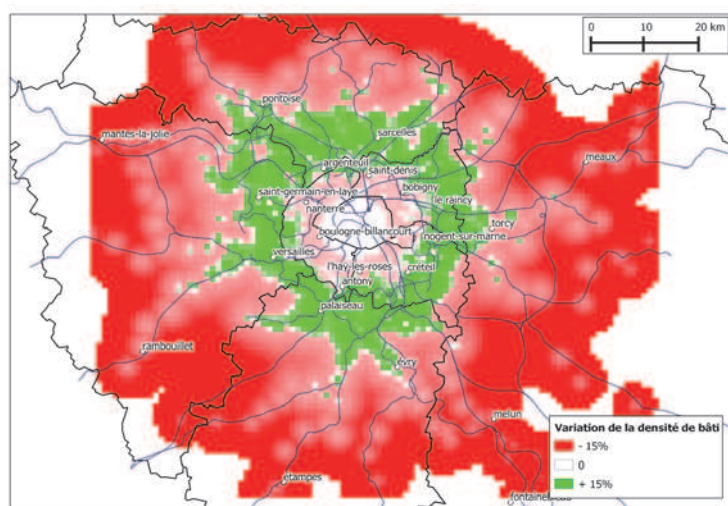 0 10 20 km
pontoise
mantes-la-jolie
sarcelles
meaux
argenteuil
saint-denis
saint-germain-en-laye
bobigny
le raincy
nanterre
torcy
boulogne-billancourt
nogent-sur-marne
versailles
l'hay-les-roses
créteil
antony
palaiseau
rambouillet
evry
melun
étampes
Variation de la densité de bâti
- 15%
0
+ 15%